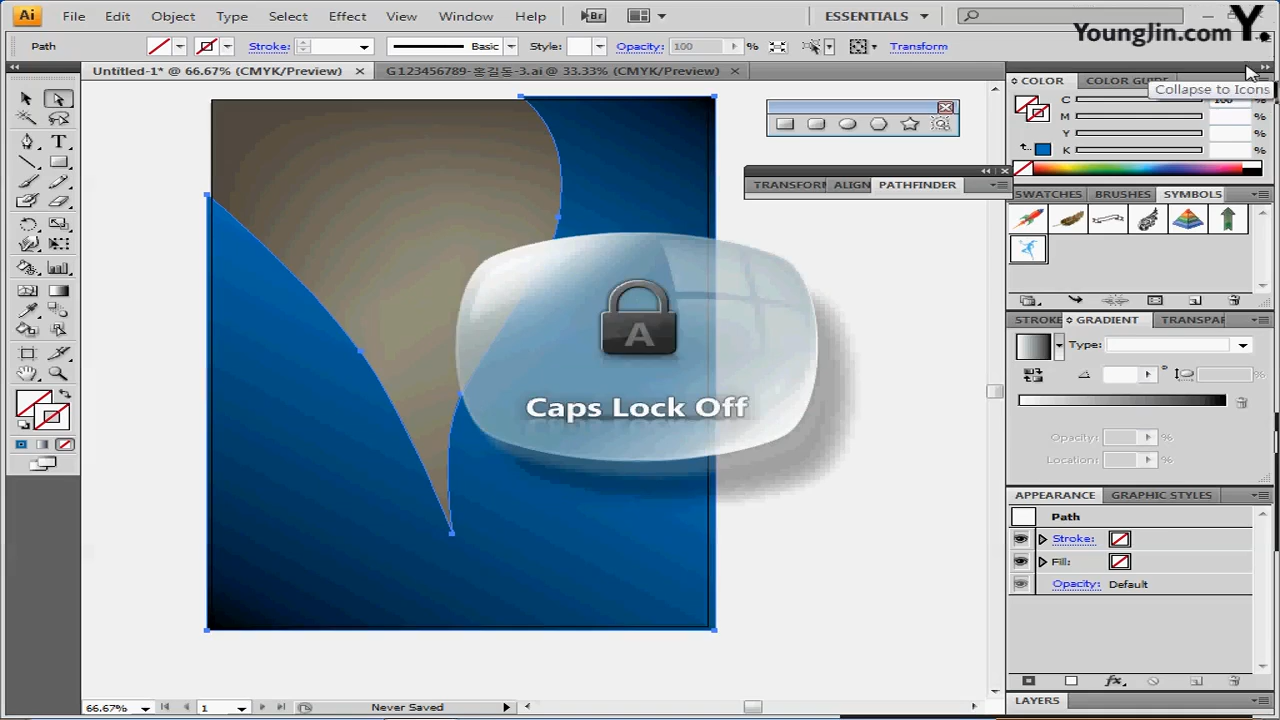 Ai File Edit Object Type Select Effect View Window Help Br ESSENTIALS
YoungJin.com Y.
Path Stroke: Basic Style: Opacity: 100 % Transform
Untitled-1* @ 66.67% (CMYK/Preview) × G123456789-홍길동-3.ai @ 33.33% (CMYK/Preview) ×
COLOR COLOR GUIDE
Collapse to Icons
C 100 %
M %
Y %
K %
TRANSFORM ALIGN PATHFINDER
SWATCHES BRUSHES SYMBOLS
STROKE GRADIENT TRANSPAR
Type:
A
Caps Lock Off
Opacity: %
Location: %
APPEARANCE GRAPHIC STYLES
Path
Stroke:
Fill:
Opacity: Default
LAYERS
66.67% 1 Never Saved